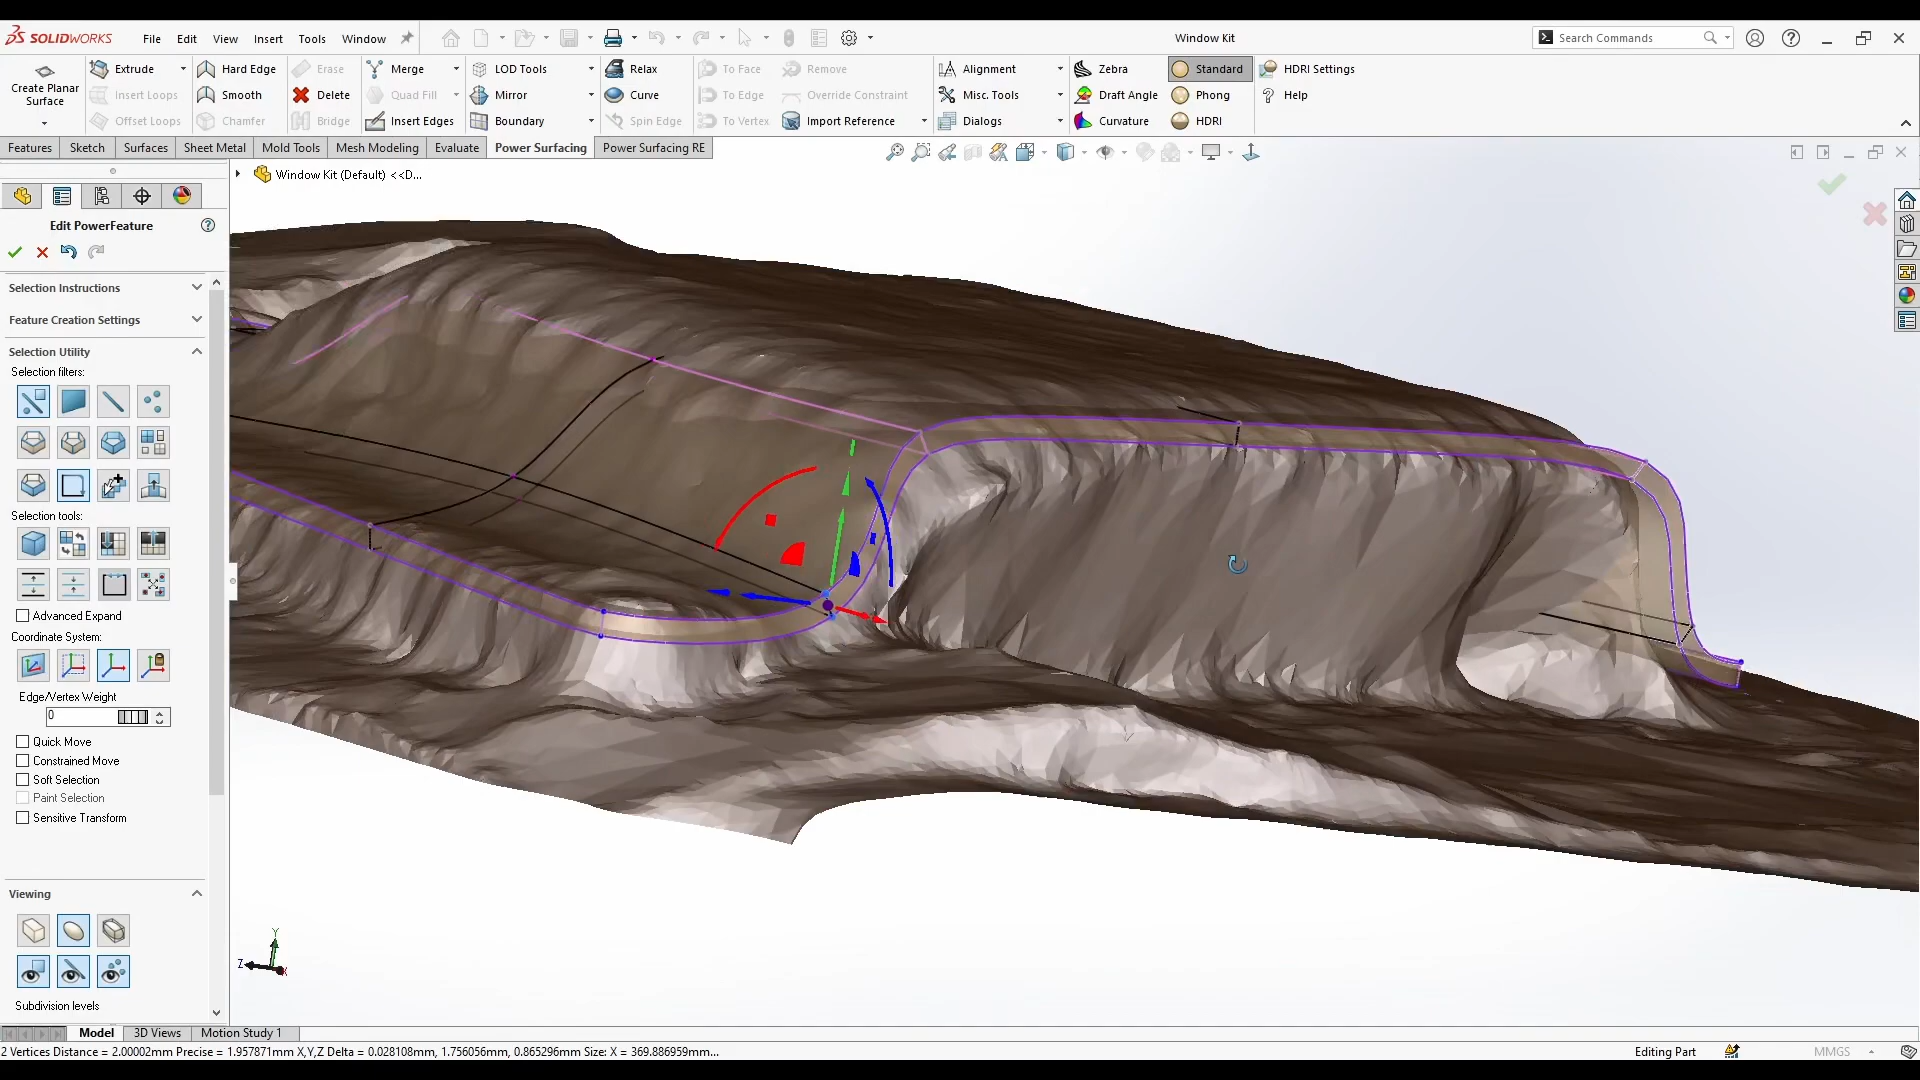 SOLIDWORKS File Edit View Insert Tools Window Window Kit Search Commands
Create Planar Surface
Extrude Hard Edge Erase Merge LOD Tools Relax To Face Remove Alignment Zebra Standard HDRI Settings
Insert Loops Smooth Delete Quad Fill Mirror Curve To Edge Override Constraint Misc. Tools Draft Angle Phong Help
Offset Loops Chamfer Bridge Insert Edges Boundary Spin Edge To Vertex Import Reference Dialogs Curvature HDRI
Features Sketch Surfaces Sheet Metal Mold Tools Mesh Modeling Evaluate Power Surfacing Power Surfacing RE
Window Kit (Default) <<D...
Edit PowerFeature
Selection Instructions
Feature Creation Settings
Selection Utility
Selection filters:
Selection tools:
Advanced Expand
Coordinate System:
Edge/Vertex Weight
0
Quick Move
Constrained Move
Soft Selection
Paint Selection
Sensitive Transform
Viewing
Subdivision levels
Y
Z X
Model 3D Views Motion Study 1
2 Vertices Distance = 2.00002mm Precise = 1.957871mm X,Y,Z Delta = 0.028108mm, 1.756056mm, 0.865296mm Size: X = 369.886959mm... Editing Part MMGS